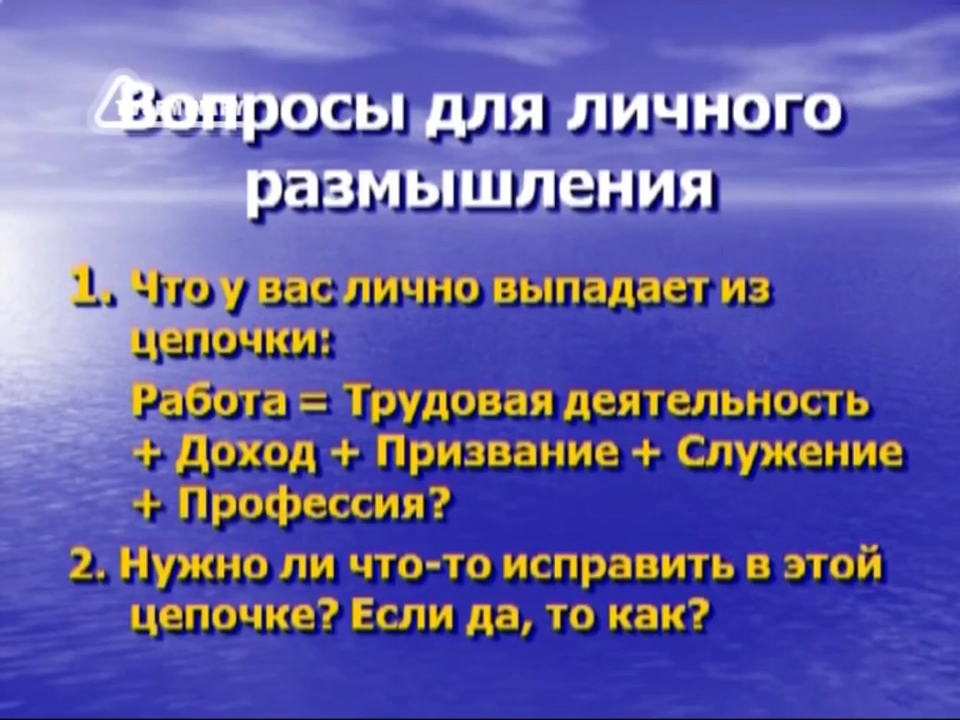 Вопросы для личного
размышления
1. Что у вас лично выпадает из
цепочки:
Работа = Трудовая деятельность
+ Доход + Призвание + Служение
+ Профессия?
2. Нужно ли что-то исправить в этой
цепочке? Если да, то как?